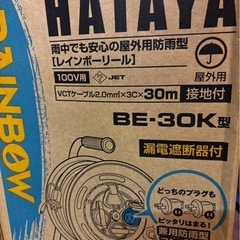 HATAYA
雨中でも安心の屋外用防雨型
[レインボーリール]
100V用
JET
屋外用
VCTケーブル2.0mm²×3C×30m 接地付
BE-30K型
漏電遮断器付
RAINBOW
どっちのプラグも
ピッタリはまる!
兼用防雨型